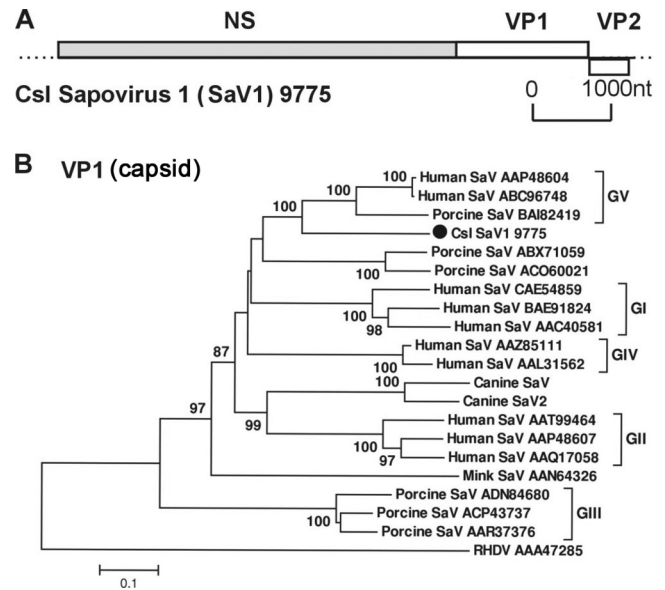 A
NS VP1 VP2
CsI Sapovirus 1 (SaV1) 9775
0 1000nt
B VP1 (capsid)
100 Human SaV AAP48604
100 Human SaV ABC96748 GV
100 Porcine SaV BAI82419
CsI SaV1 9775
Porcine SaV ABX71059
100 Porcine SaV ACO60021
Human SaV CAE54859
100 Human SaV BAE91824 GI
98 Human SaV AAC40581
Human SaV AAZ85111
87 GIV
100 Human SaV AAL31562
100 Canine SaV
Canine SaV2
97
99 Human SaV AAT99464
100 Human SaV AAP48607 GII
97 Human SaV AAQ17058
Mink SaV AAN64326
Porcine SaV ADN84680
100 Porcine SaV ACP43737 GIII
Porcine SaV AAR37376
RHDV AAA47285
0.1